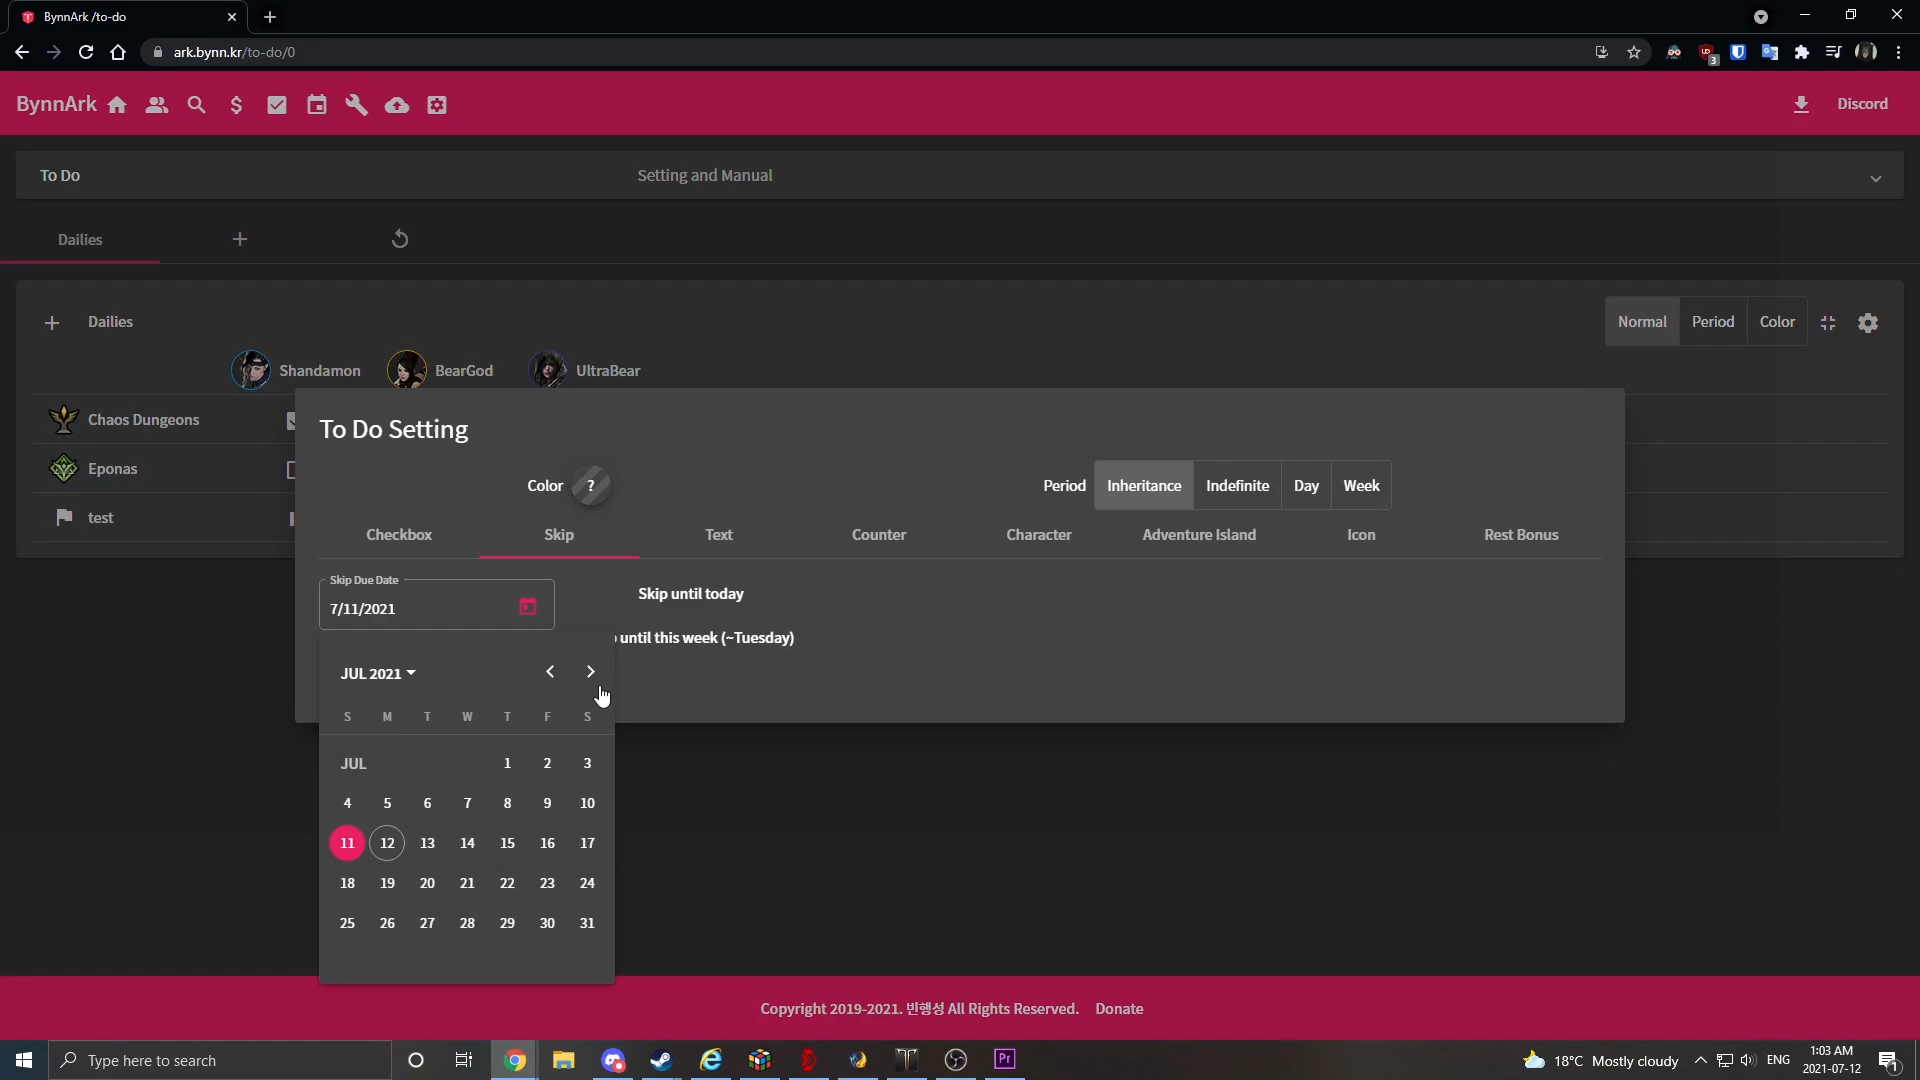 BynnArk /to-do
ark.bynn.kr/to-do/0
3
BynnArk
Discord
To Do
Setting and Manual
Dailies
Dailies
Normal
Period
Color
Shandamon
BearGod
UltraBear
Chaos Dungeons
Eponas
test
To Do Setting
Color
?
Period
Inheritance
Indefinite
Day
Week
Checkbox
Skip
Text
Counter
Character
Adventure Island
Icon
Rest Bonus
Skip Due Date
7/11/2021
Skip until today
until this week (~Tuesday)
JUL 2021
S M T W T F S
JUL 1 2 3
4 5 6 7 8 9 10
11 12 13 14 15 16 17
18 19 20 21 22 23 24
25 26 27 28 29 30 31
Copyright 2019-2021. 빈행성 All Rights Reserved.
Donate
Type here to search
Pr
18°C Mostly cloudy
ENG
1:03 AM
2021-07-12
1